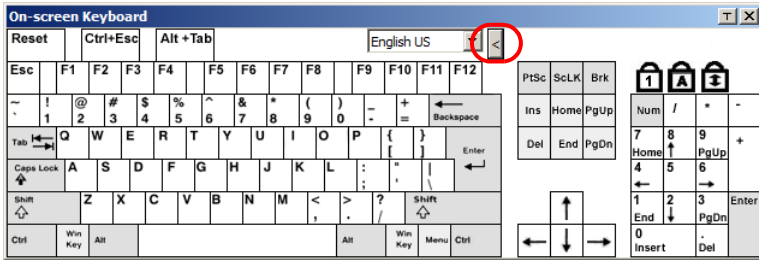 On-screen Keyboard T X
Reset Ctrl+Esc Alt +Tab English US <
Esc F1 F2 F3 F4 F5 F6 F7 F8 F9 F10 F11 F12 PtSc ScLK Brk 1 A
~ ! @ # $ % ^ & * ( ) _ + Backspace
` 1 2 3 4 5 6 7 8 9 0 - = Ins Home PgUp Num / * -
Tab Q W E R T Y U I O P { } Enter
[ ] Del End PgDn 7 8 9 +
Home PgUp
Caps Lock A S D F G H J K L : " |
; ' \ 4 5 6
Shift Z X C V B N M < > ? Shift
, . / 1 2 3 Enter
End PgDn
Ctrl Win Key Alt Alt Win Key Menu Ctrl 0 .
Insert Del